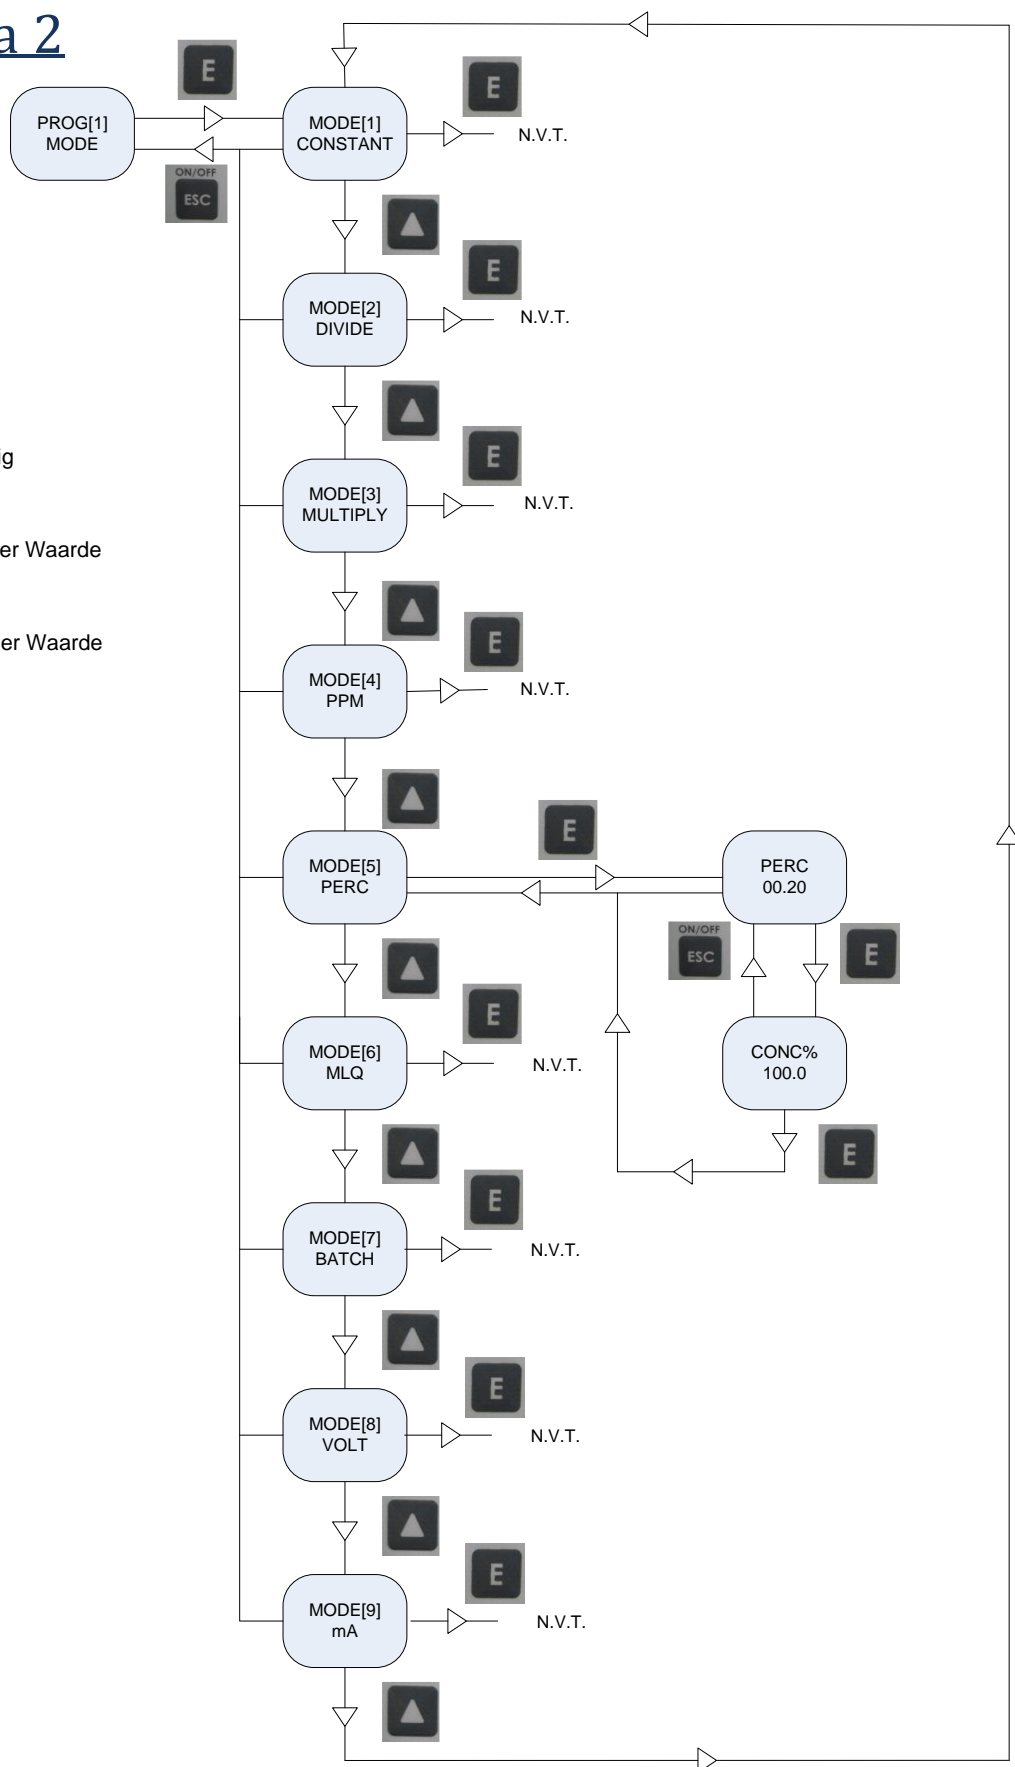 a 2
E
E
PROG[1]
MODE
MODE[1]
CONSTANT
N.V.T.
ON/OFF
ESC
E
MODE[2]
DIVIDE
N.V.T.
E
ig
MODE[3]
MULTIPLY
N.V.T.
er Waarde
E
er Waarde
MODE[4]
PPM
N.V.T.
E
MODE[5]
PERC
PERC
00.20
ON/OFF
ESC
E
E
MODE[6]
MLQ
N.V.T.
CONC%
100.0
E
E
MODE[7]
BATCH
N.V.T.
E
MODE[8]
VOLT
N.V.T.
E
MODE[9]
mA
N.V.T.